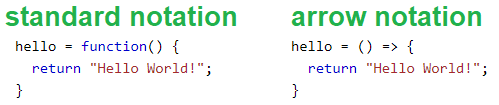 standard notation
hello = function() {
  return "Hello World!";
}
arrow notation
hello = () => {
  return "Hello World!";
}